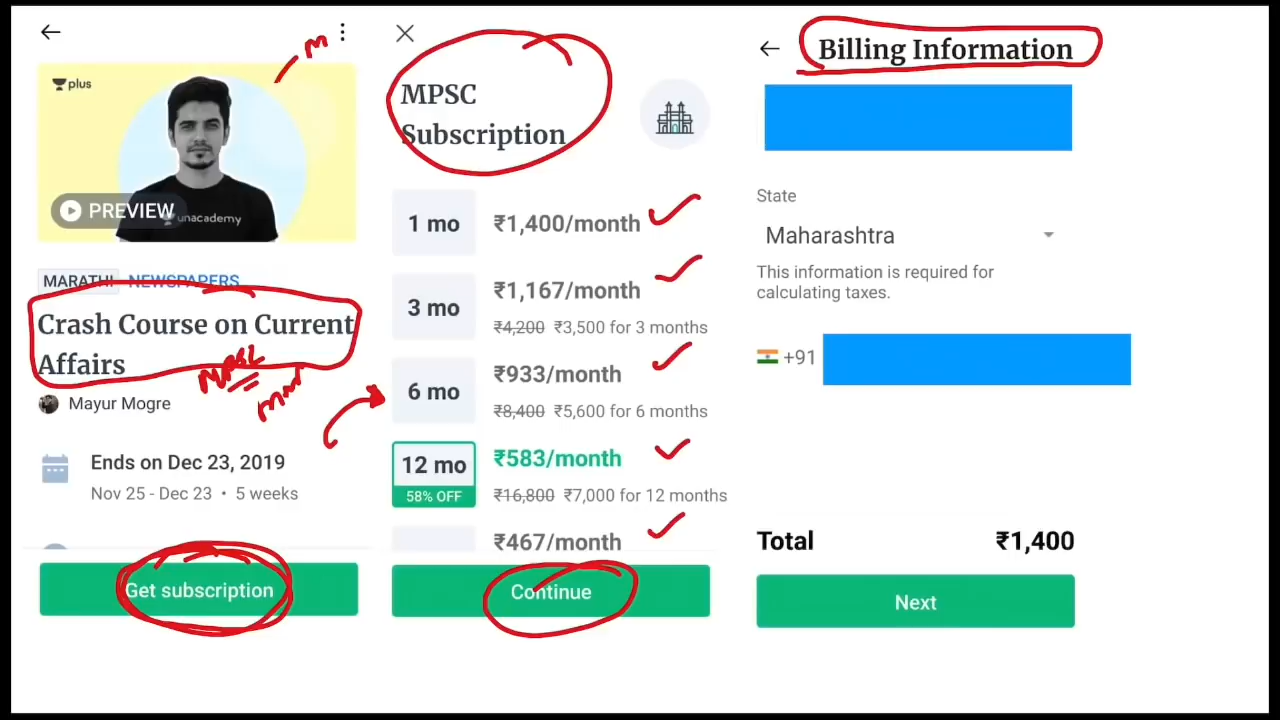 plus
PREVIEW
unacademy
MARATHI NEWSPAPERS
Crash Course on Current
Affairs
MPSC
Mayur Mogre
Ends on Dec 23, 2019
Nov 25 - Dec 23 • 5 weeks
Get subscription
MPSC
Subscription
1 mo ₹1,400/month
3 mo ₹1,167/month
₹4,200 ₹3,500 for 3 months
6 mo ₹933/month
₹8,400 ₹5,600 for 6 months
12 mo ₹583/month
58% OFF ₹16,800 ₹7,000 for 12 months
₹467/month
Continue
Billing Information
State
Maharashtra
This information is required for
calculating taxes.
+91
Total ₹1,400
Next